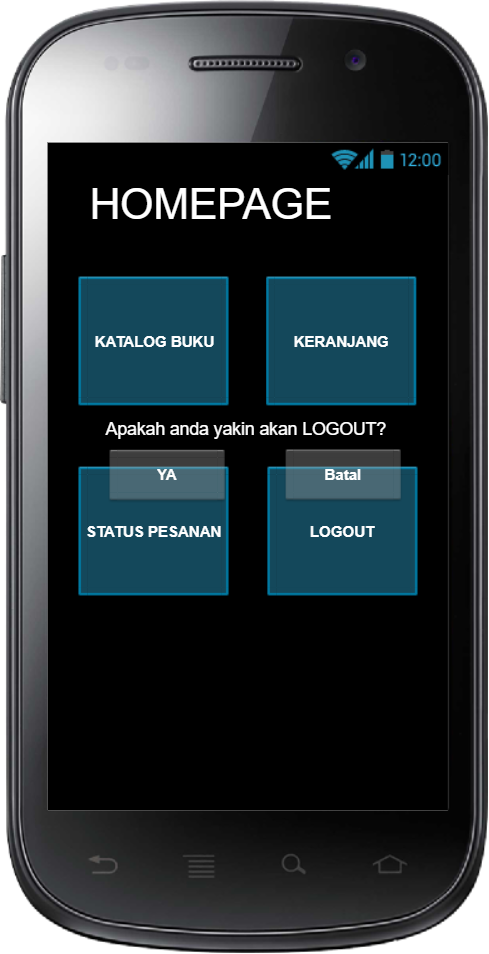 12:00
HOMEPAGE
KATALOG BUKU
KERANJANG
Apakah anda yakin akan LOGOUT?
YA
Batal
STATUS PESANAN
LOGOUT